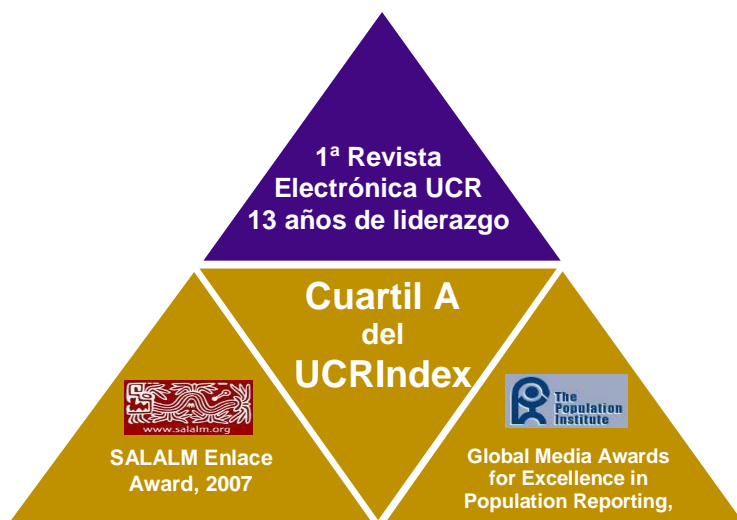 1ª Revista
Electrónica UCR
13 años de liderazgo
Cuartil A
del
UCRIndex
www.salalm.org
SALALM Enlace
Award, 2007
The
Population
Institute
Global Media Awards
for Excellence in
Population Reporting,